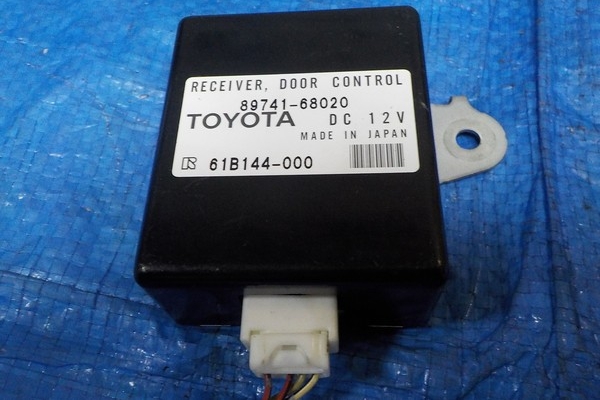 RECEIVER, DOOR CONTROL
89741-68020
TOYOTA DC 12V
MADE IN JAPAN
R 61B144-000